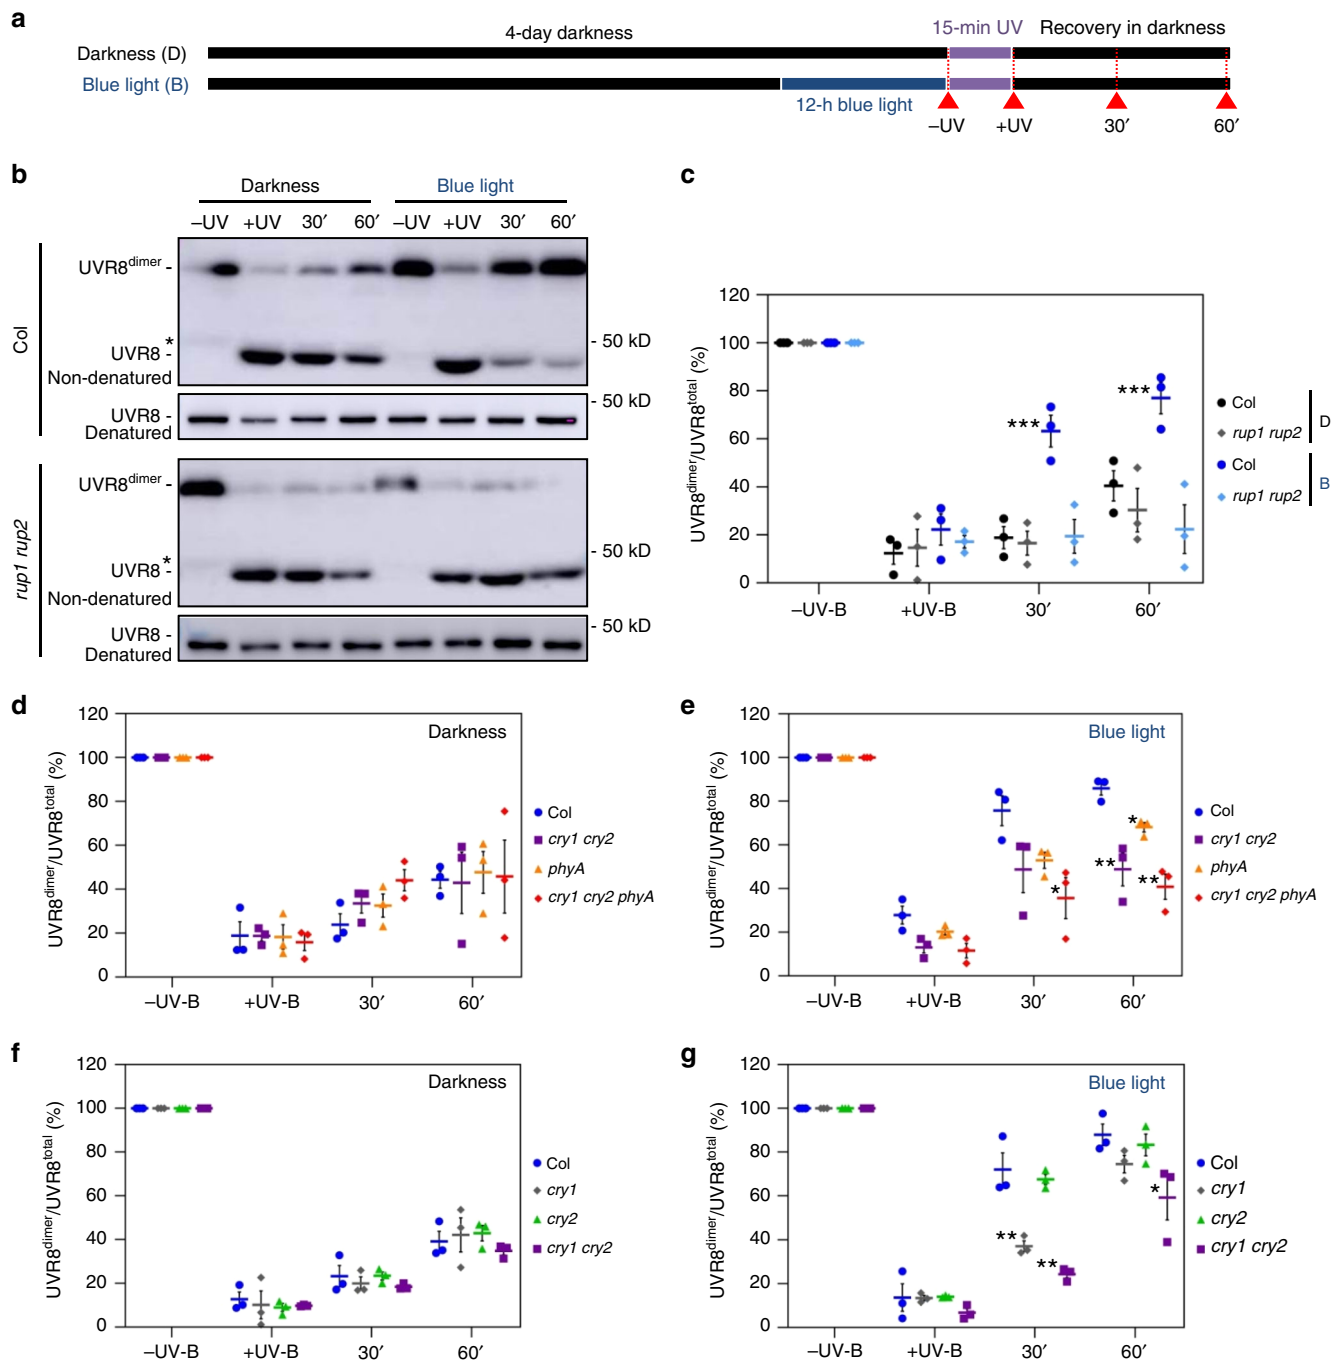 a
4-day darkness
15-min UV
Recovery in darkness
Darkness (D)
Blue light (B)
12-h blue light
–UV
+UV
30′
60′
b
Darkness
Blue light
–UV +UV 30′ 60′ –UV +UV 30′ 60′
Col
UVR8dimer -
*
UVR8 -
Non-denatured
- 50 kD
UVR8 -
Denatured
- 50 kD
rup1 rup2
UVR8dimer -
*
UVR8 -
Non-denatured
- 50 kD
UVR8 -
Denatured
- 50 kD
c
UVR8dimer/UVR8total (%)
120
100
80
60
40
20
0
–UV-B
+UV-B
30′
60′
***
***
Col
rup1 rup2
D
Col
rup1 rup2
B
d
UVR8dimer/UVR8total (%)
120
100
80
60
40
20
0
Darkness
–UV-B
+UV-B
30′
60′
Col
cry1 cry2
phyA
cry1 cry2 phyA
e
UVR8dimer/UVR8total (%)
120
100
80
60
40
20
0
Blue light
*
**
*
**
–UV-B
+UV-B
30′
60′
Col
cry1 cry2
phyA
cry1 cry2 phyA
f
UVR8dimer/UVR8total (%)
120
100
80
60
40
20
0
Darkness
–UV-B
+UV-B
30′
60′
Col
cry1
cry2
cry1 cry2
g
UVR8dimer/UVR8total (%)
120
100
80
60
40
20
0
Blue light
**
**
*
–UV-B
+UV-B
30′
60′
Col
cry1
cry2
cry1 cry2